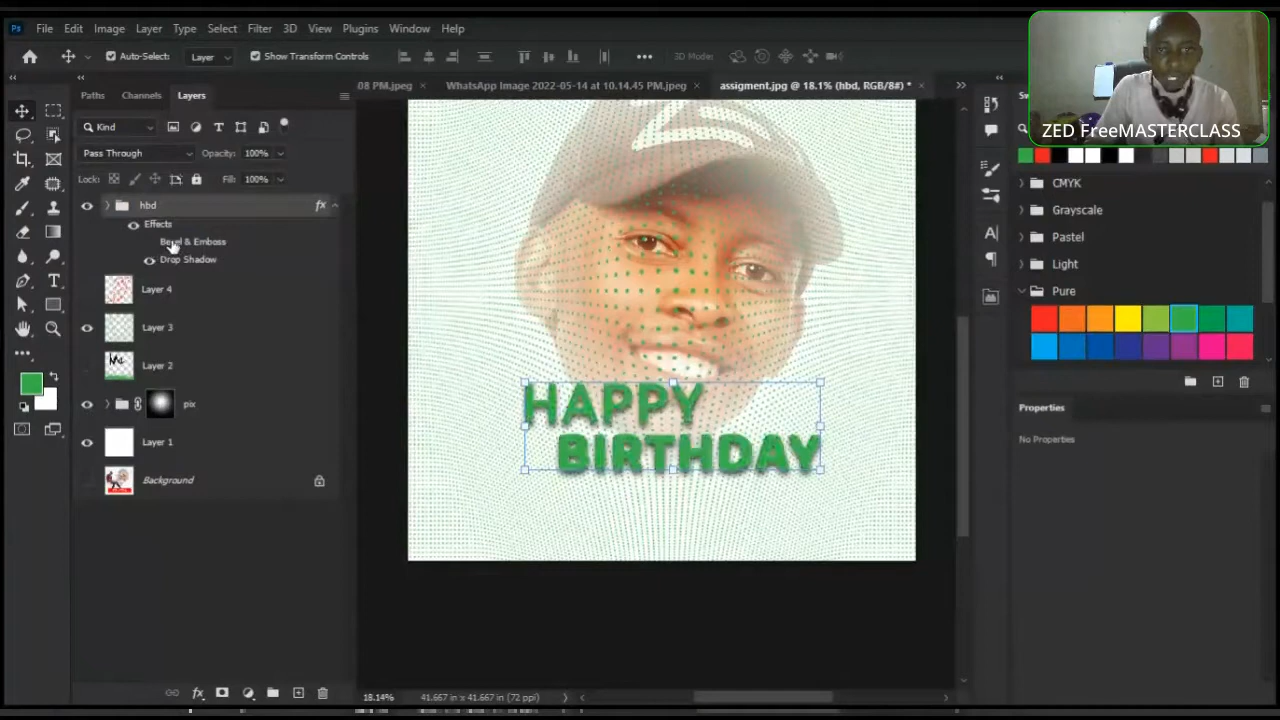 Ps File Edit Image Layer Type Select Filter 3D View Plugins Window Help
Auto-Select: Layer Show Transform Controls ••• 3D Mode:
Paths Channels Layers
08 PM.jpeg × WhatsApp Image 2022-05-14 at 10.14.45 PM.jpeg × assigment.jpg @ 18.1% (hbd, RGB/8#) * ×
ZED FreeMASTERCLASS
Kind
Pass Through Opacity: 100%
Lock: Fill: 100%
hbd fx
Effects
Bevel & Emboss
Drop Shadow
Layer 4
Layer 3
Layer 2
pix
Layer 1
Background
HAPPY
BIRTHDAY
CMYK
Grayscale
Pastel
Light
Pure
Properties
No Properties
18.14% 41.667 in x 41.667 in (72 ppi)